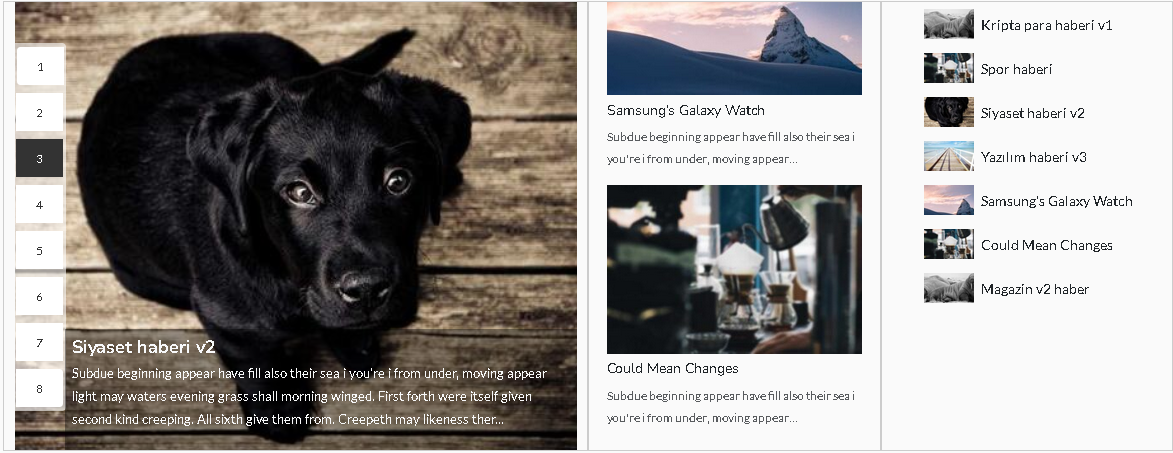 1
2
3
4
5
6
7
8
Siyaset haberi v2
Subdue beginning appear have fill also their sea i you're i from under, moving appear
light may waters evening grass shall morning winged. First forth were itself given
second kind creeping. All sixth give them from. Creepeth may likeness ther...
Samsung's Galaxy Watch
Subdue beginning appear have fill also their sea i
you're i from under, moving appear...
Could Mean Changes
Subdue beginning appear have fill also their sea i
you're i from under, moving appear...
Kripta para haberi v1
Spor haberi
Siyaset haberi v2
Yazılım haberi v3
Samsung's Galaxy Watch
Could Mean Changes
Magazin v2 haber